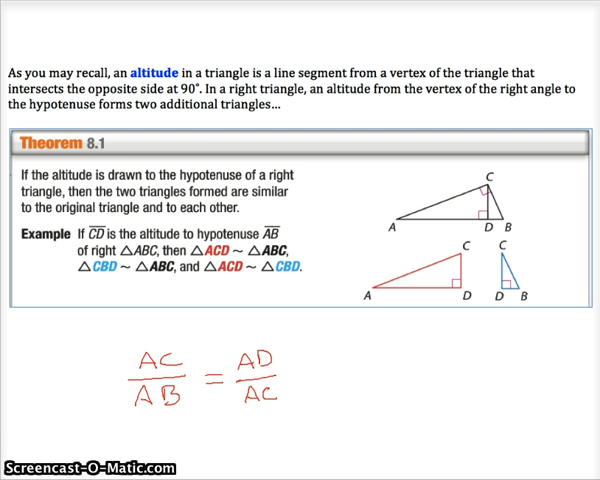 As you may recall, an altitude in a triangle is a line segment from a vertex of the triangle that
intersects the opposite side at 90˚. In a right triangle, an altitude from the vertex of the right angle to
the hypotenuse forms two additional triangles…
Theorem 8.1
If the altitude is drawn to the hypotenuse of a right
triangle, then the two triangles formed are similar
to the original triangle and to each other.
Example If CD is the altitude to hypotenuse AB
of right △ABC, then △ACD ~ △ABC,
△CBD ~ △ABC, and △ACD ~ △CBD.
C
A D B
C C
A D D B
AC/AB = AD/AC
Screencast-O-Matic.com